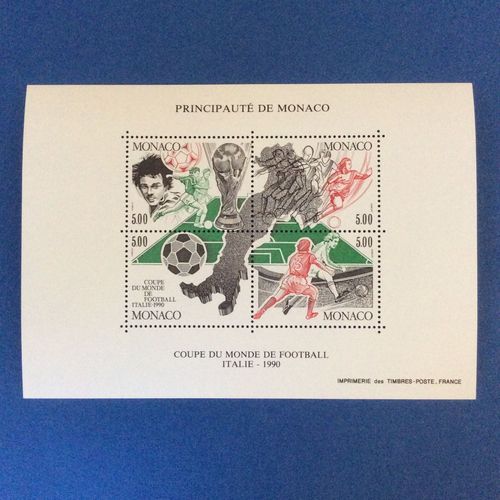 PRINCIPAUTÉ DE MONACO
MONACO
MONACO
5.00
5.00
5.00
5.00
COUPE
DU MONDE
DE
FOOTBALL
ITALIE-1990
MONACO
MONACO
COUPE DU MONDE DE FOOTBALL
ITALIE - 1990
IMPRIMERIE des TIMBRES-POSTE, FRANCE